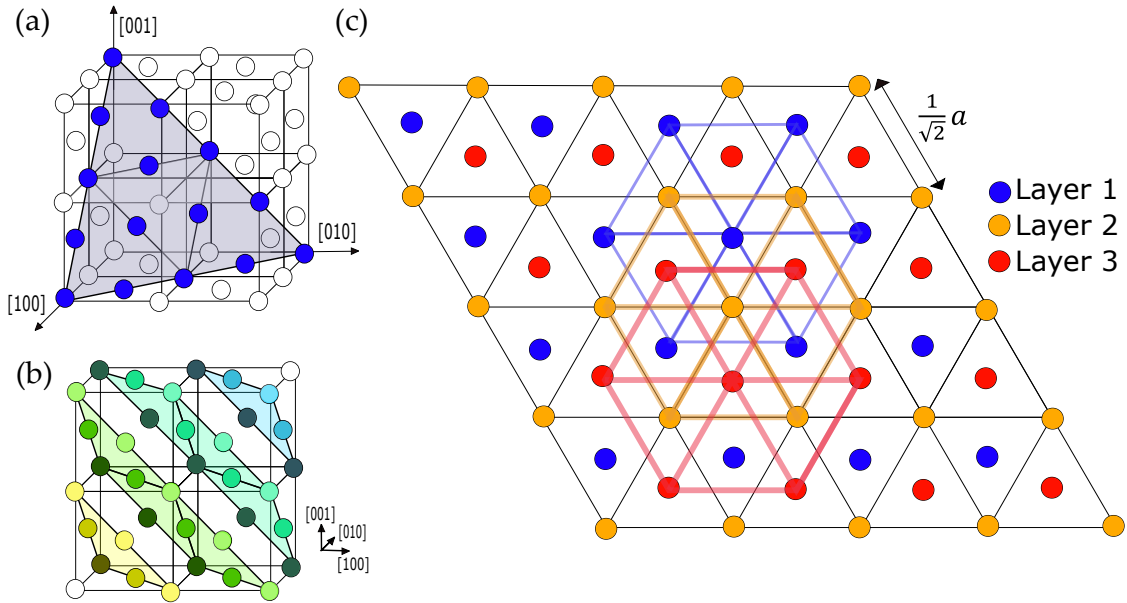 (a)
[001]
[010]
[100]
(b)
[001]
[010]
[100]
(c)
1/√2 a
Layer 1
Layer 2
Layer 3